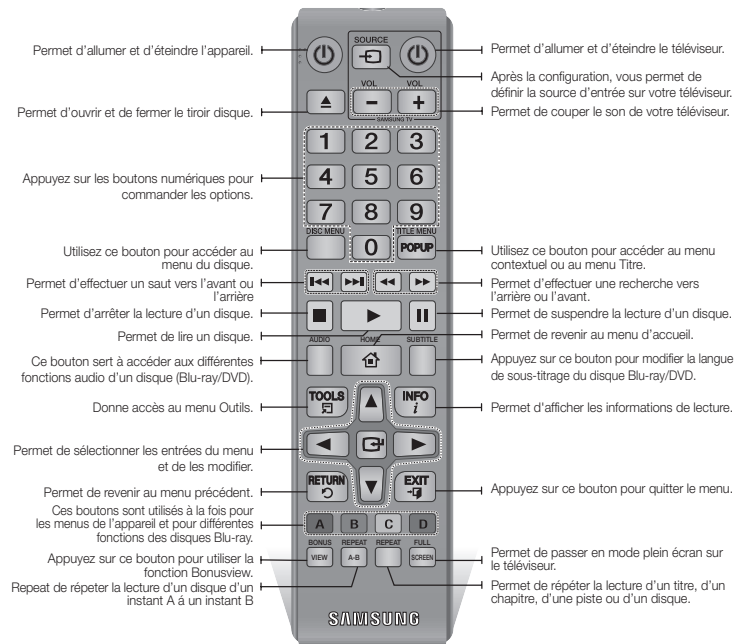 Permet d'allumer et d'éteindre l'appareil.
Permet d'ouvrir et de fermer le tiroir disque.
Appuyez sur les boutons numériques pour
commander les options.
Utilisez ce bouton pour accéder au
menu du disque.
Permet d'effectuer un saut vers l'avant ou
l'arrière
Permet d'arrêter la lecture d'un disque.
Permet de lire un disque.
Ce bouton sert à accéder aux différentes
fonctions audio d'un disque (Blu-ray/DVD).
Donne accès au menu Outils.
Permet de sélectionner les entrées du menu
et de les modifier.
Permet de revenir au menu précédent.
Ces boutons sont utilisés à la fois pour
les menus de l'appareil et pour différentes
fonctions des disques Blu-ray.
Appuyez sur ce bouton pour utiliser la
fonction Bonusview.
Repeat de répeter la lecture d'un disque d'un
instant A á un instant B
SOURCE
VOL VOL
- +
SAMSUNG TV
1 2 3
4 5 6
7 8 9
DISC MENU TITLE MENU
0 POPUP
AUDIO HOME SUBTITLE
TOOLS INFO
i
RETURN EXIT
A B C D
BONUS REPEAT REPEAT FULL
VIEW A-B SCREEN
SAMSUNG
Permet d'allumer et d'éteindre le téléviseur.
Après la configuration, vous permet de
définir la source d'entrée sur votre téléviseur.
Permet de couper le son de votre téléviseur.
Utilisez ce bouton pour accéder au menu
contextuel ou au menu Titre.
Permet d'effectuer une recherche vers
l'arrière ou l'avant.
Permet de suspendre la lecture d'un disque.
Permet de revenir au menu d'accueil.
Appuyez sur ce bouton pour modifier la langue
de sous-titrage du disque Blu-ray/DVD.
Permet d'afficher les informations de lecture.
Appuyez sur ce bouton pour quitter le menu.
Permet de passer en mode plein écran sur
le téléviseur.
Permet de répéter la lecture d'un titre, d'un
chapitre, d'une piste ou d'un disque.